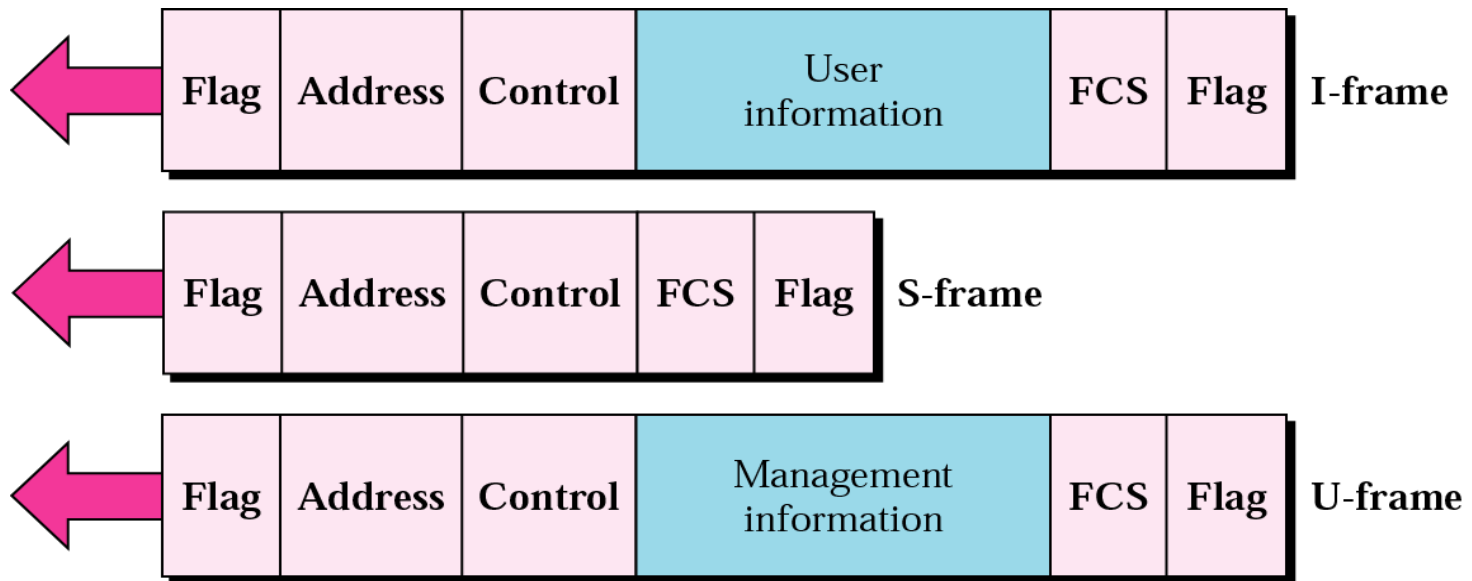 Flag Address Control User information FCS Flag I-frame
Flag Address Control FCS Flag S-frame
Flag Address Control Management information FCS Flag U-frame